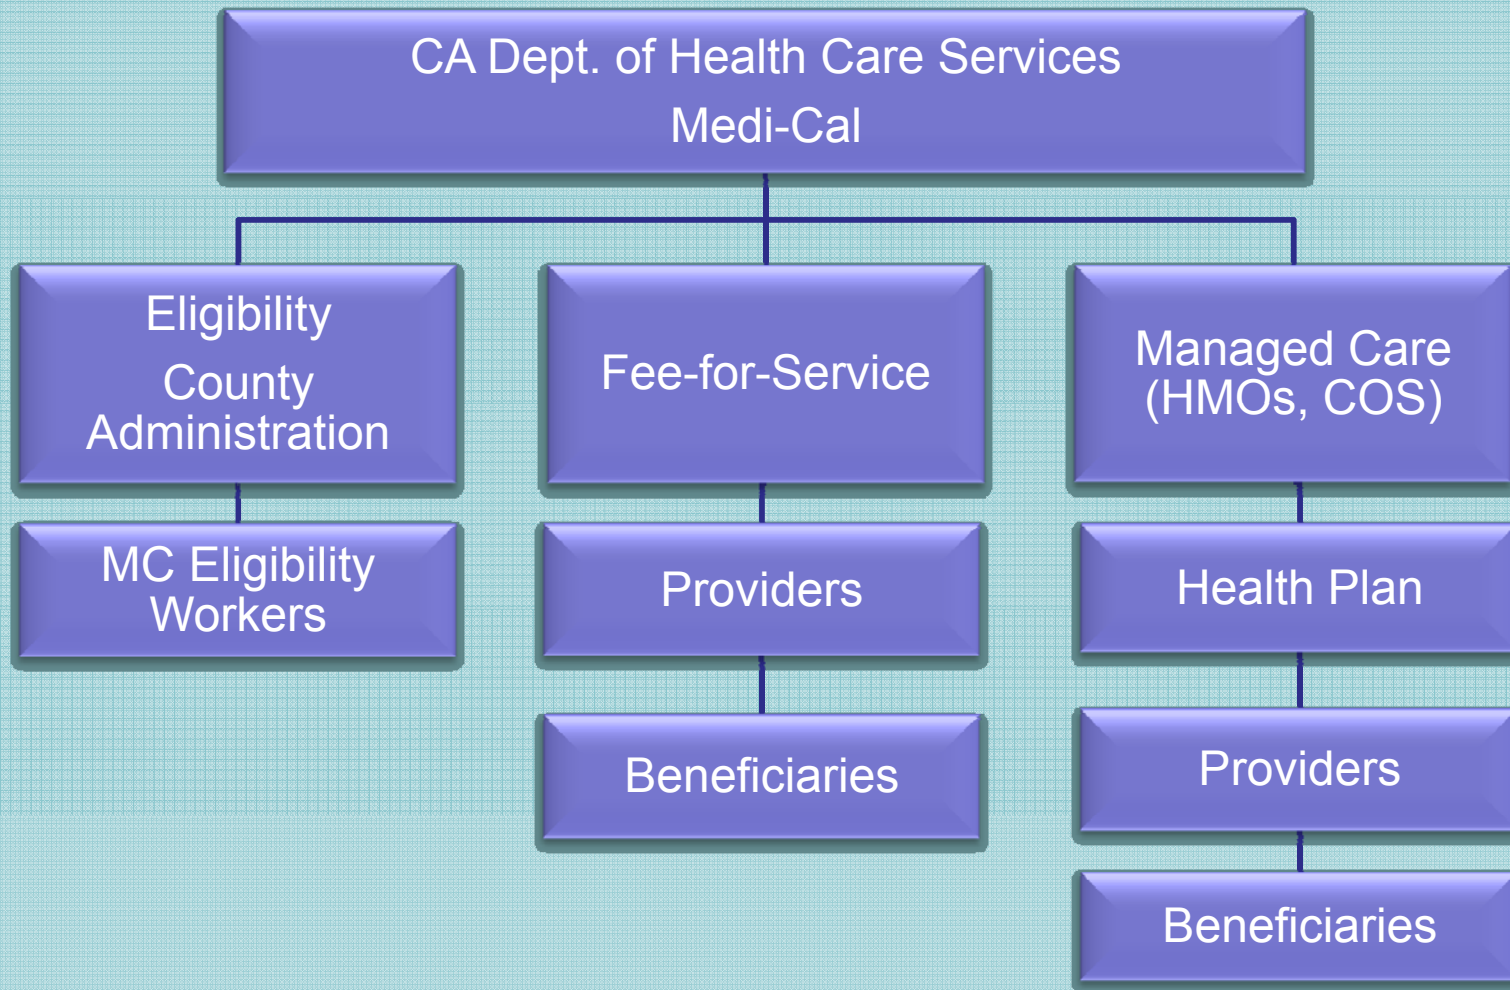 CA Dept. of Health Care Services
Medi-Cal
Eligibility
County
Administration
Fee-for-Service
Managed Care
(HMOs, COS)
MC Eligibility
Workers
Providers
Health Plan
Beneficiaries
Providers
Beneficiaries